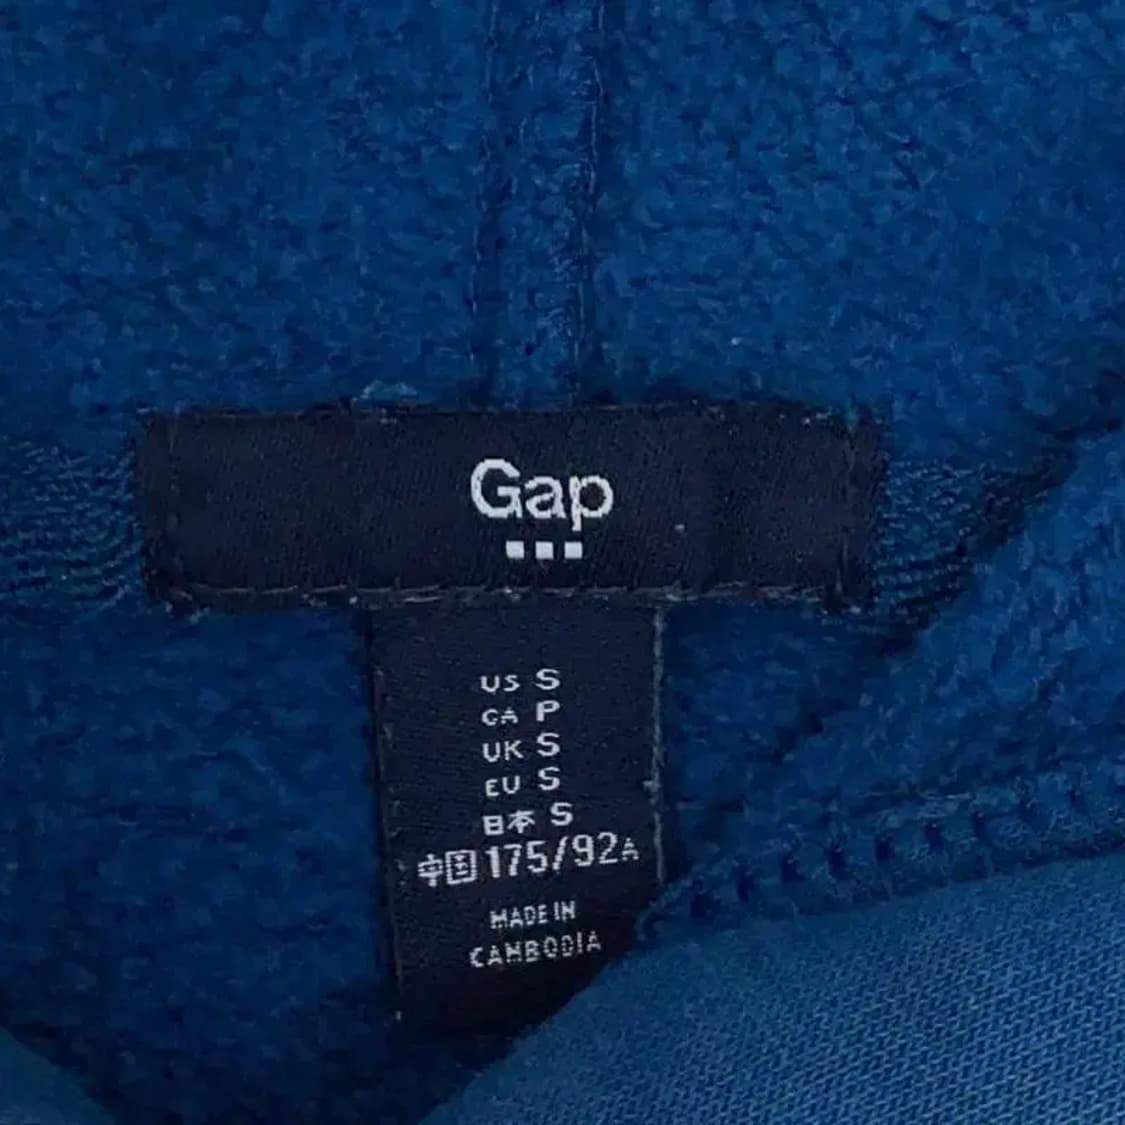 Gap
US S
CA P
UK S
EU S
日本 S
中国 175/92A
MADE IN
CAMBODIA